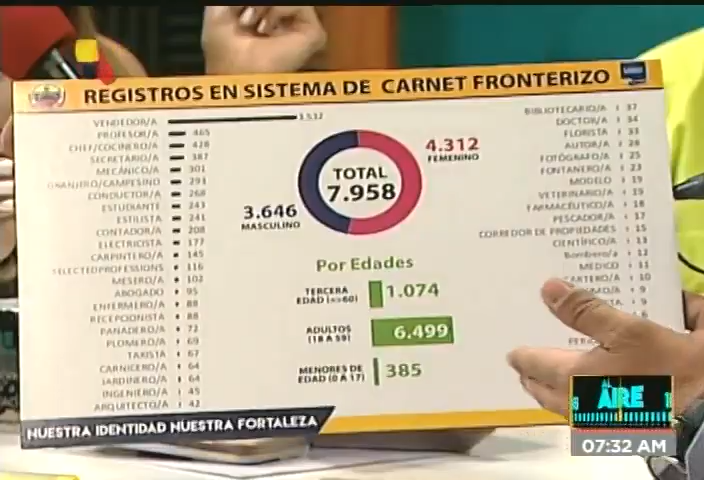 REGISTROS EN SISTEMA DE CARNET FRONTERIZO
VENDEDOR/A
PROFESOR/A 465
CHEF/COCINERO/A 428
SECRETARIO/A 387
MECÁNICO/A 301
GRANJERO/CAMPESINO 291
CONDUCTOR/A 268
ESTUDIANTE 243
ESTILISTA 241
CONTADOR/A 208
ELECTRICISTA 177
CARPINTERO/A 145
SELECTEDPROFESSIONS 116
MESERO/A 102
ABOGADO 95
ENFERMERO/A 88
RECEPCIONISTA 88
PANADERO/A 72
PLOMERO/A 69
TAXISTA 67
CARNICERO/A 64
JARDINERO/A 64
INGENIERO/A 45
ARQUITECTO/A 42
TOTAL
7.958
4.312
FEMENINO
3.646
MASCULINO
Por Edades
TERCERA
EDAD (>=60) 1.074
ADULTOS
(18 A 59) 6.499
MENORES DE
EDAD (0 A 17) 385
BIBLIOTECARIO/A 37
DOCTOR/A 34
FLORISTA 33
AUTOR/A 28
FOTÓGRAFO/A 25
FONTANERO/A 23
MODELO 19
VETERINARIO/A 19
FARMACÉUTICO/A 18
PESCADOR/A 17
CORREDOR DE PROPIEDADES 15
CIENTÍFICO/A 13
Bombero/a 12
MEDICO 11
CARTERO/A 10
9
9
6
NUESTRA IDENTIDAD NUESTRA FORTALEZA
AL AIRE
07:32 AM